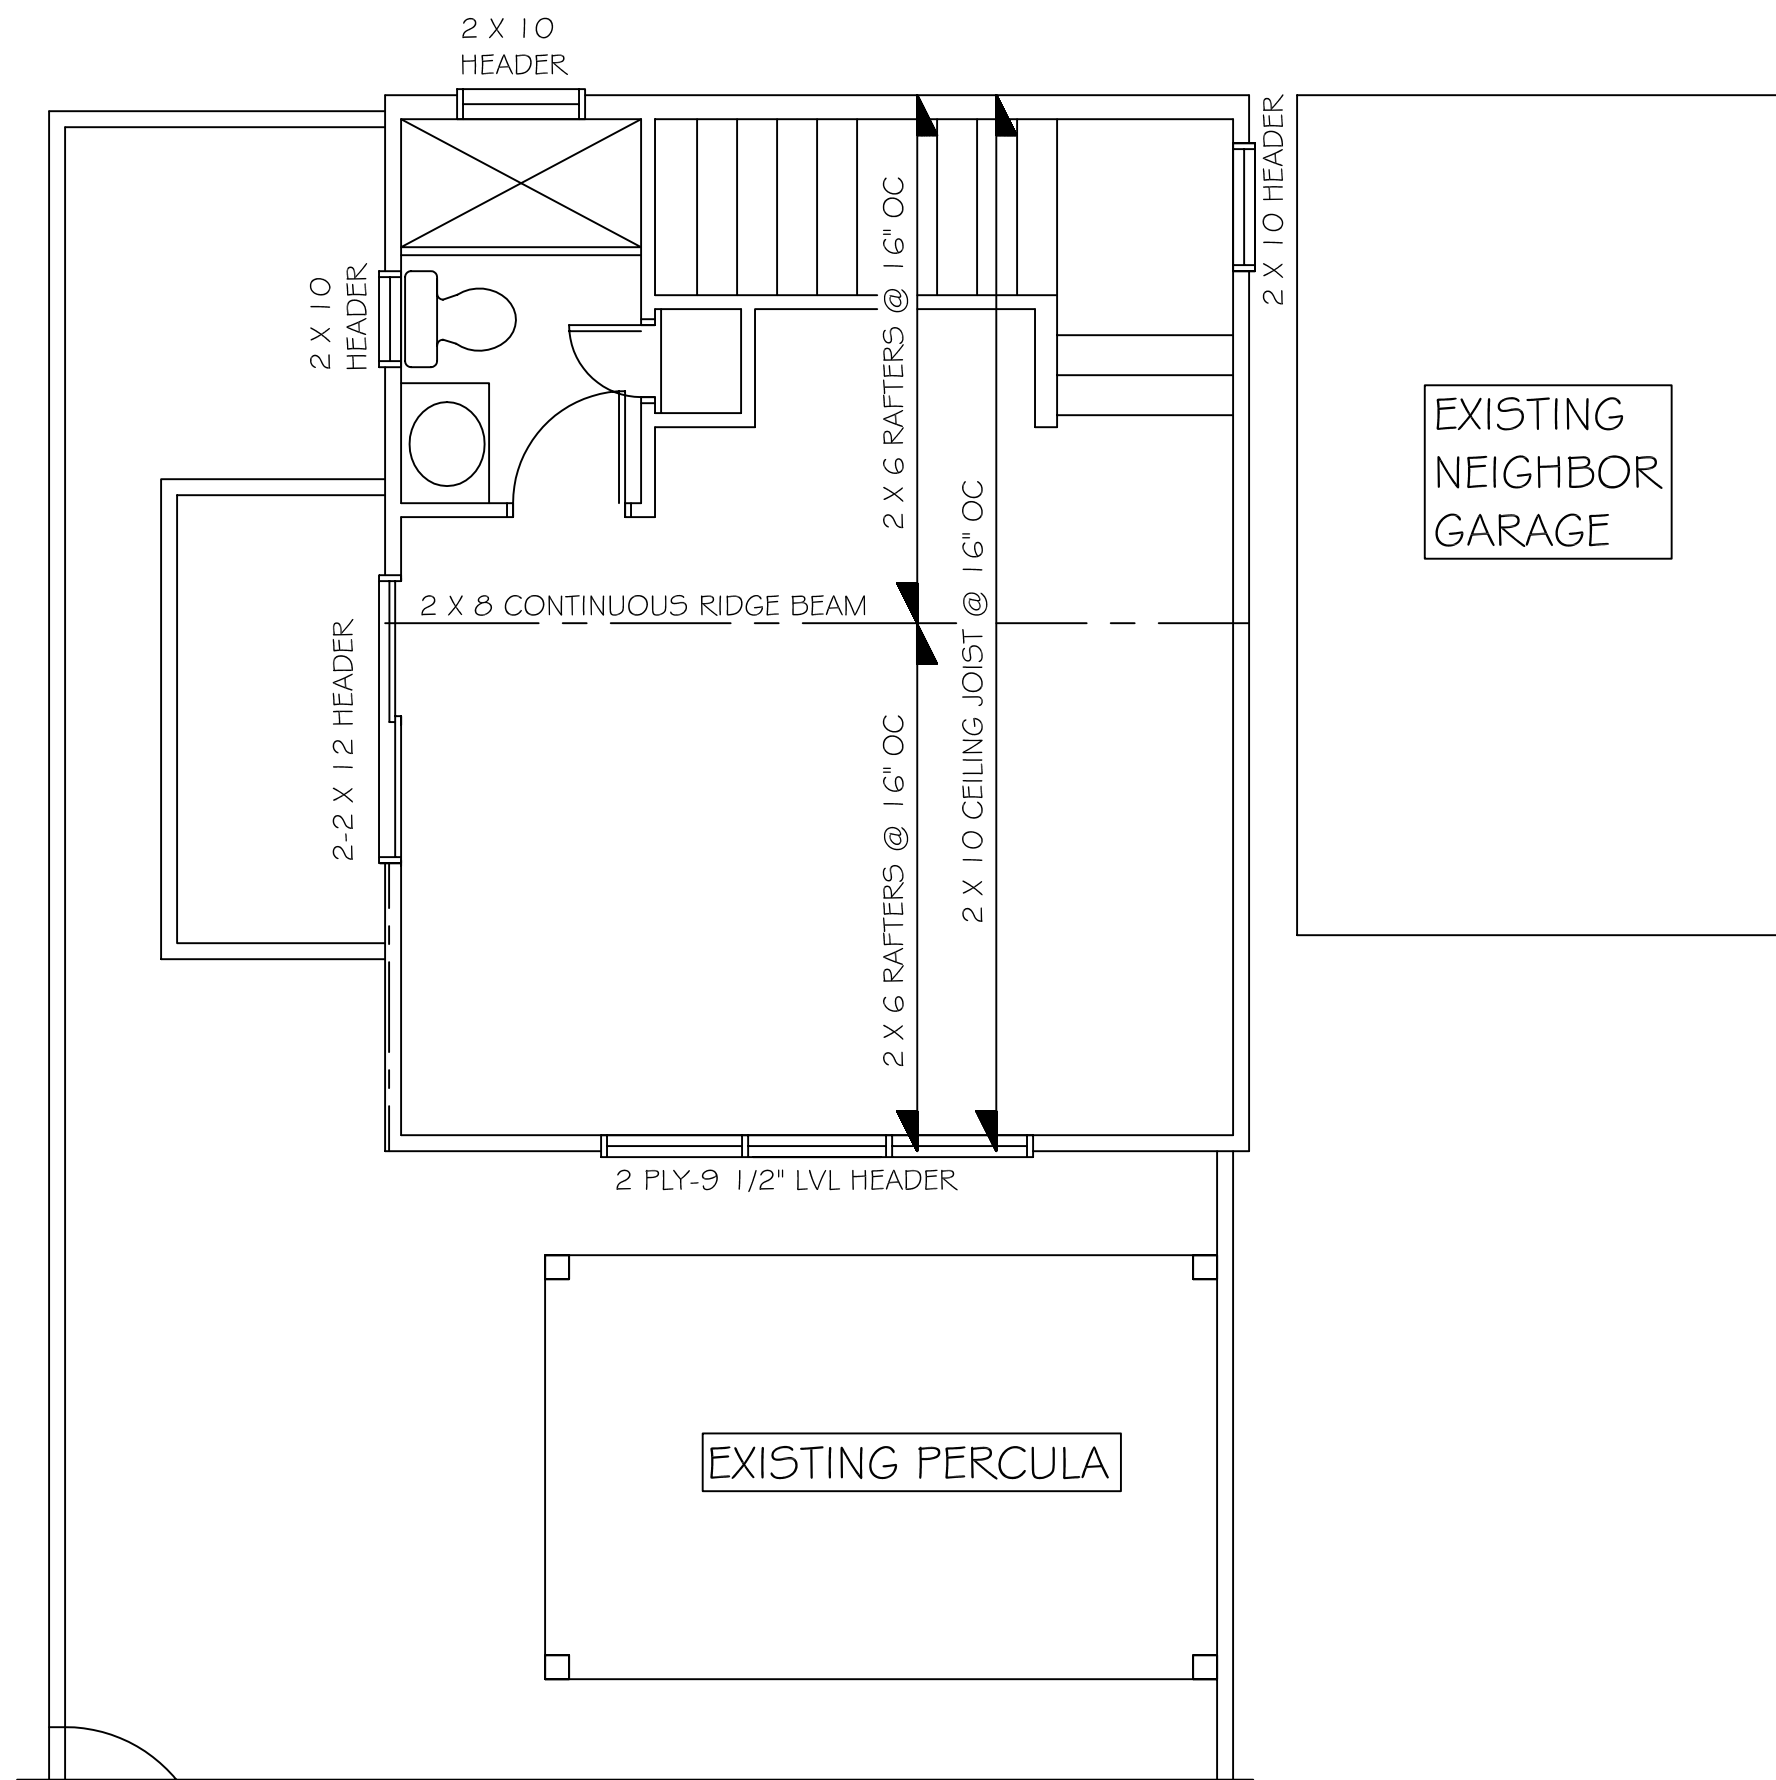 2 X 10
HEADER
2 X 10 HEADER
2 X 10
HEADER
2 X 6 RAFTERS @ 16" OC
EXISTING
NEIGHBOR
GARAGE
2 X 8 CONTINUOUS RIDGE BEAM
2 X 10 CEILING JOIST @ 16" OC
2-2 X 12 HEADER
2 X 6 RAFTERS @ 16" OC
2 PLY-9 1/2" LVL HEADER
EXISTING PERCULA